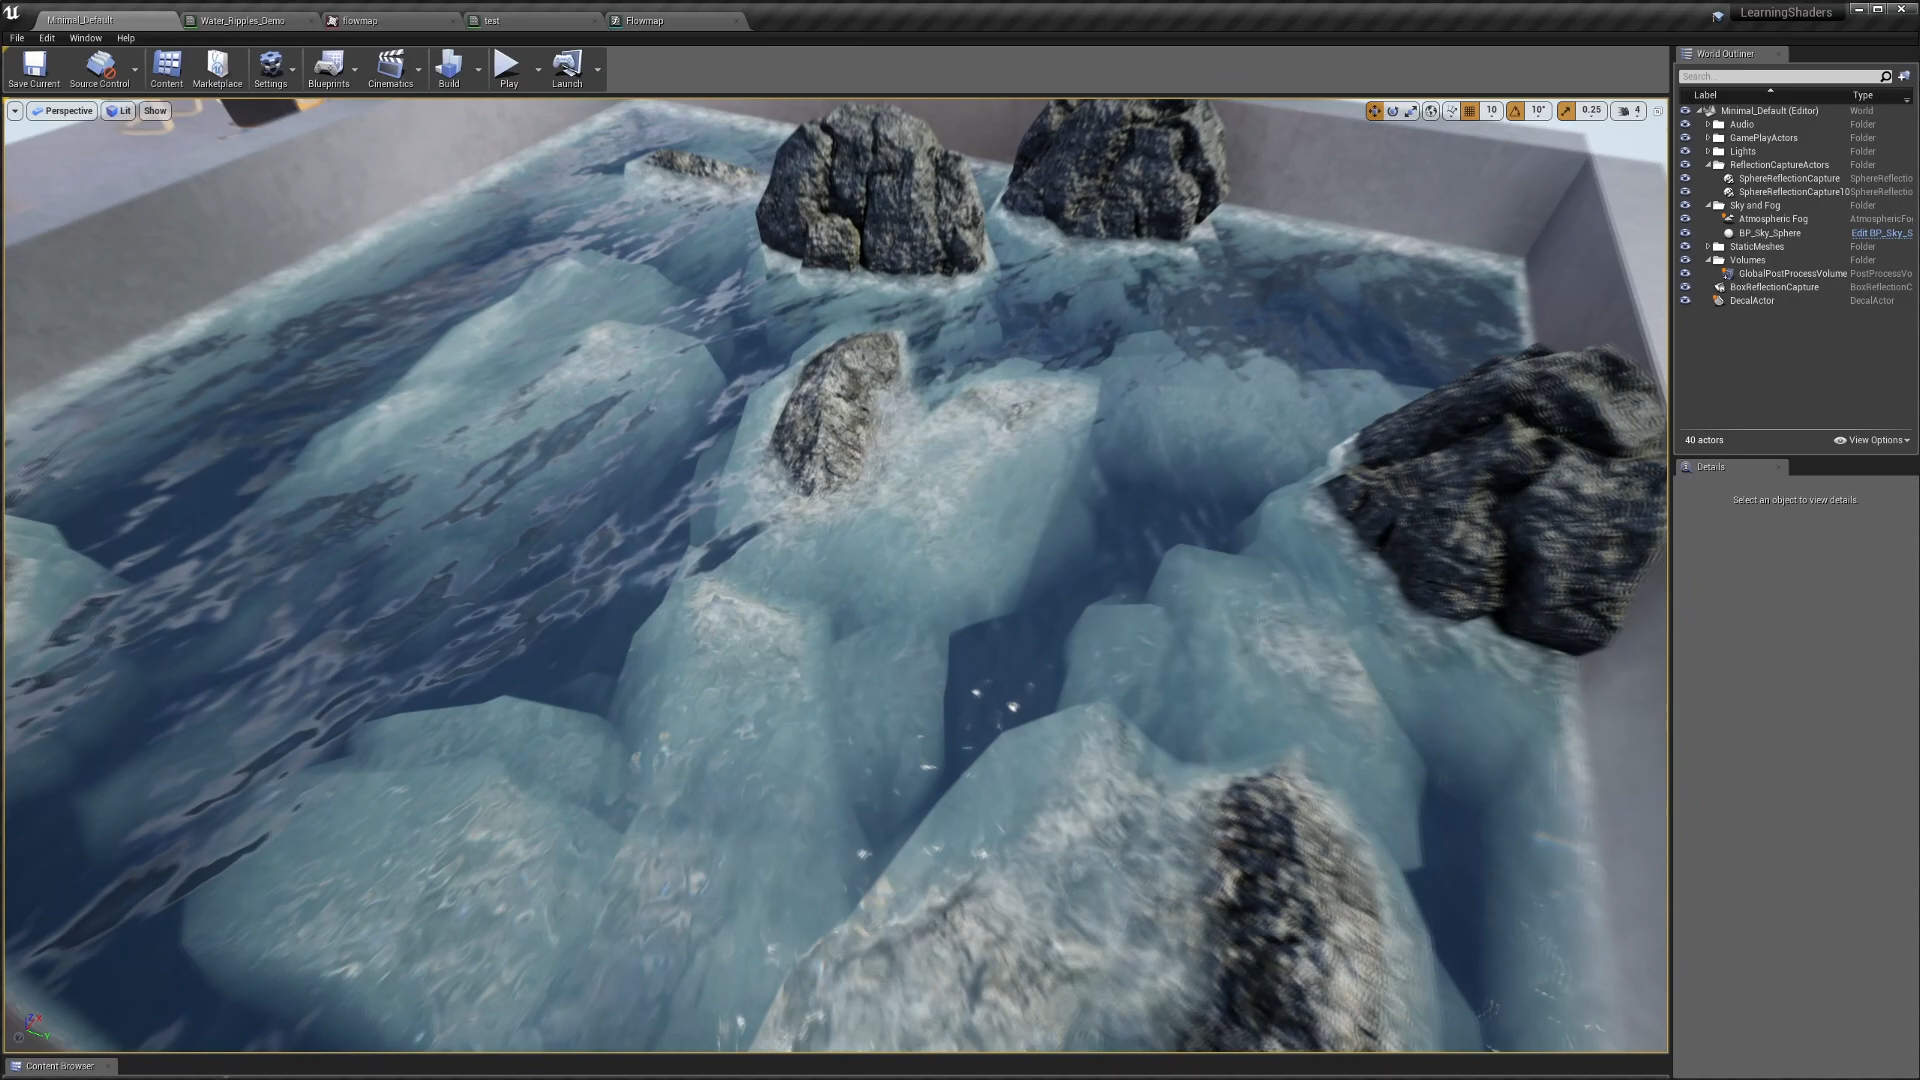 Minimal_Default
Water_Ripples_Demo
flowmap
test
Flowmap
LearningShaders
File Edit Window Help
Save Current
Source Control
Content
Marketplace
Settings
Blueprints
Cinematics
Build
Play
Launch
Perspective
Lit
Show
10
10°
0.25
4
World Outliner
Search...
Label Type
Minimal_Default (Editor) World
Audio Folder
GamePlayActors Folder
Lights Folder
ReflectionCaptureActors Folder
SphereReflectionCapture SphereReflectio
SphereReflectionCapture10 SphereReflectio
Sky and Fog Folder
Atmospheric Fog AtmosphericFo
BP_Sky_Sphere Edit BP_Sky_S
StaticMeshes Folder
Volumes Folder
GlobalPostProcessVolume PostProcessVo
BoxReflectionCapture BoxReflectionC
DecalActor DecalActor
40 actors
View Options
Details
Select an object to view details
Z X
Y
Content Browser